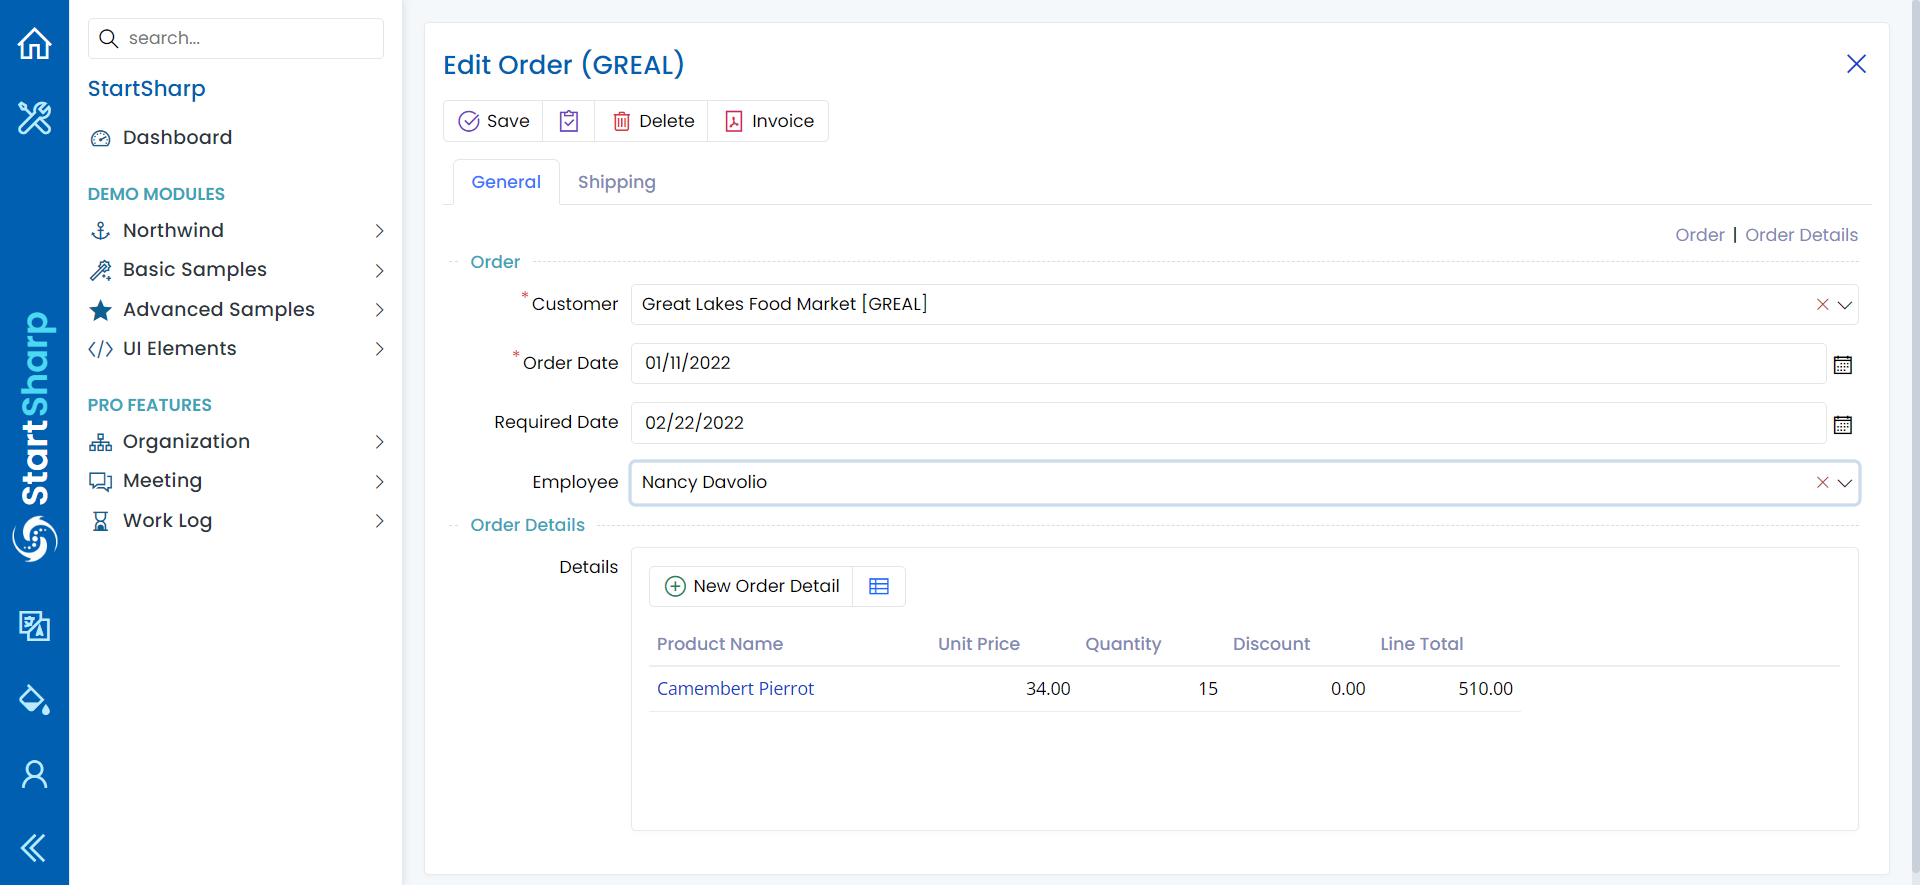 search...
StartSharp
Dashboard
DEMO MODULES
Northwind
Basic Samples
Advanced Samples
UI Elements
PRO FEATURES
Organization
Meeting
Work Log
StartSharp
Edit Order (GREAL)
Save Delete Invoice
General Shipping
Order | Order Details
Order
* Customer Great Lakes Food Market [GREAL]
* Order Date 01/11/2022
Required Date 02/22/2022
Employee Nancy Davolio
Order Details
Details
New Order Detail
Product Name Unit Price Quantity Discount Line Total
Camembert Pierrot 34.00 15 0.00 510.00